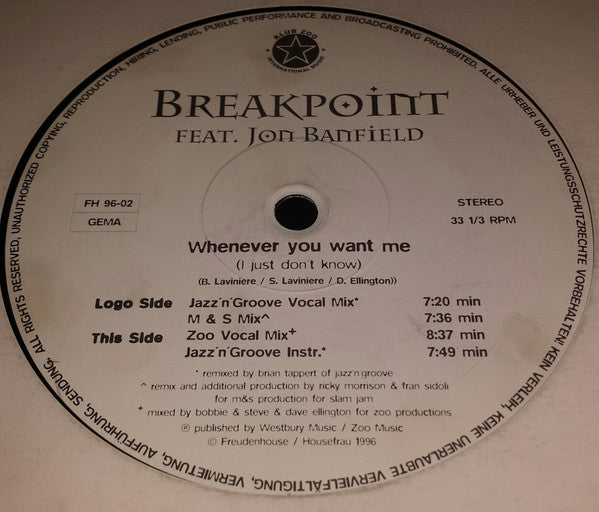 ALL RIGHTS RESERVED, UNAUTHORIZED COPYING, REPRODUCTION, HIRING, LENDING, PUBLIC PERFORMANCE AND BROADCASTING PROHIBITED. ALLE URHEBER UND LEISTUNGSSCHUTZRECHTE VORBEHALTEN! KEIN VERLEIH, KEINE UNERLAUBTE VERVIELFÄLTIGUNG, VERMIETUNG, AUFFÜHRUNG, SENDUNG,
KLUB ZOO
INTERNATIONAL MUSIC
BREAKPOINT
FEAT. JON BANFIELD
FH 96-02
GEMA
STEREO
33 1/3 RPM
Whenever you want me
(I just don't know)
(B. Laviniere / S. Laviniere / D. Ellington))
Logo Side Jazz'n'Groove Vocal Mix* 7:20 min
M & S Mix^ 7:36 min
This Side Zoo Vocal Mix+ 8:37 min
Jazz'n'Groove Instr.* 7:49 min
* remixed by brian tappert of jazz'n'groove
^ remix and additional production by ricky morrison & fran sidoli
for m&s production for slam jam
+ mixed by bobbie & steve & dave ellington for zoo productions
℗ published by Westbury Music / Zoo Music
© Freudenhouse / Housefrau 1996